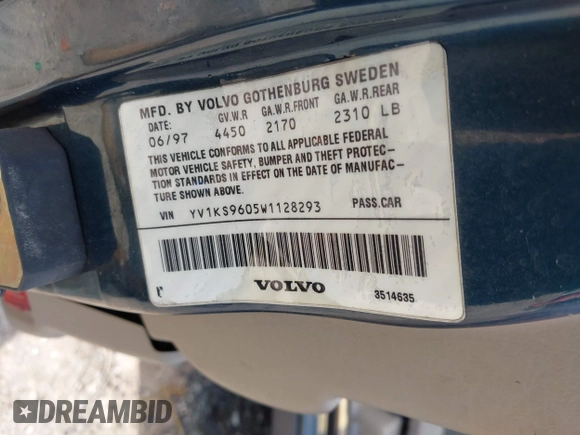 MFD. BY VOLVO GOTHENBURG SWEDEN
DATE: GV.W.R GA.W.R.FRONT GA.W.R.REAR
06/97 4450 2170 2310 LB
THIS VEHICLE CONFORMS TO ALL APPLICABLE FEDERAL
MOTOR VEHICLE SAFETY, BUMPER AND THEFT PROTEC-
TION STANDARDS IN EFFECT ON THE DATE OF MANUFAC-
TURE SHOWN ABOVE.
VIN YV1KS9605W1128293 PASS.CAR
VOLVO 3514635
DREAMBID